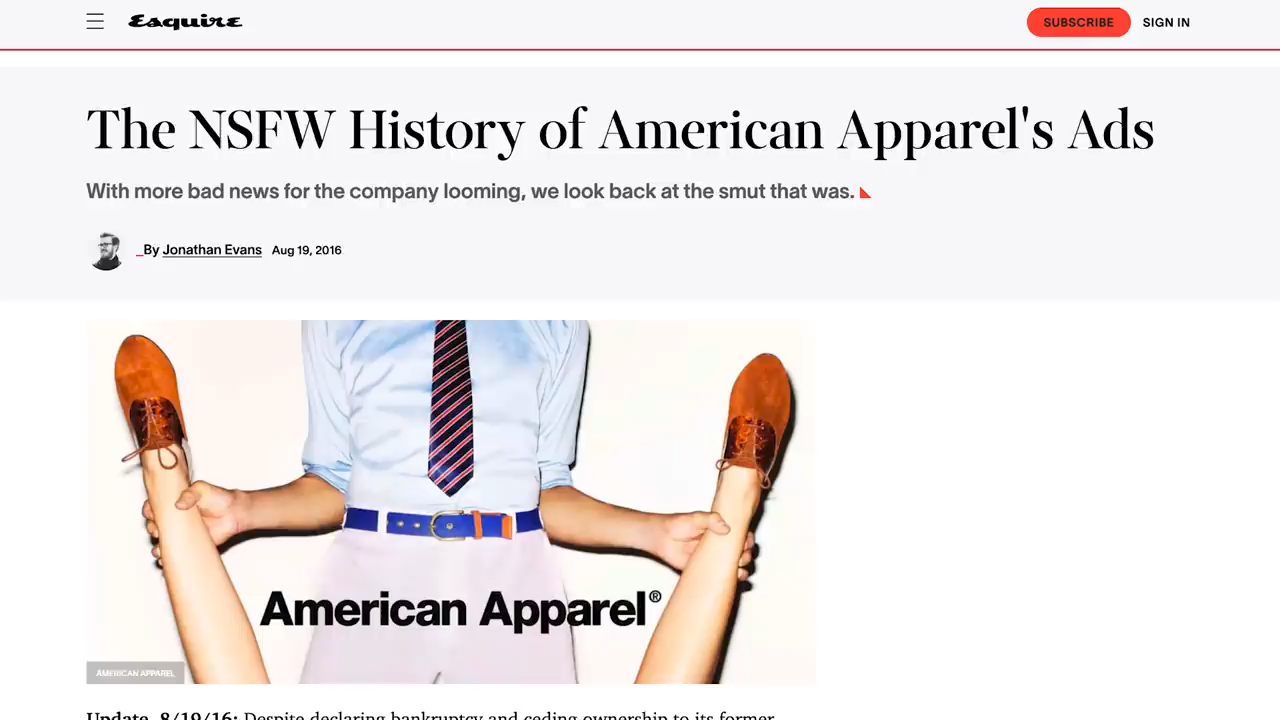 Esquire
SUBSCRIBE
SIGN IN
The NSFW History of American Apparel's Ads
With more bad news for the company looming, we look back at the smut that was.
_By Jonathan Evans Aug 19, 2016
American Apparel®
AMERICAN APPAREL
Update, 8/19/16: Despite declaring bankruptcy and ceding ownership to its former